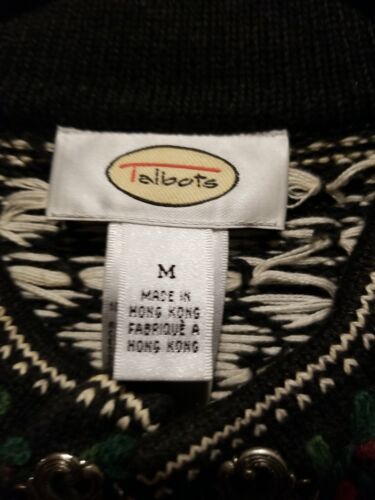 Talbots
M
MADE IN
HONG KONG
FABRIQUÉ A
HONG KONG